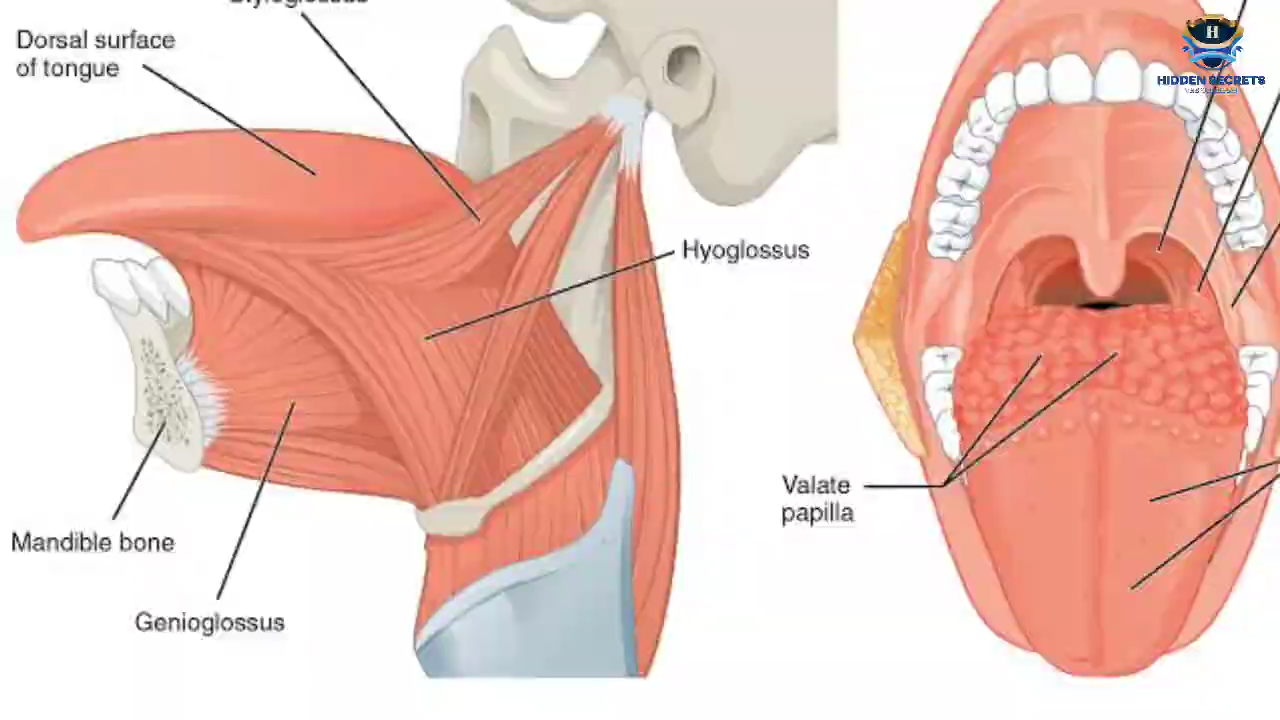 Styloglossus
Dorsal surface
of tongue
Hyoglossus
Mandible bone
Genioglossus
Valate
papilla
H
HIDDEN SECRETS